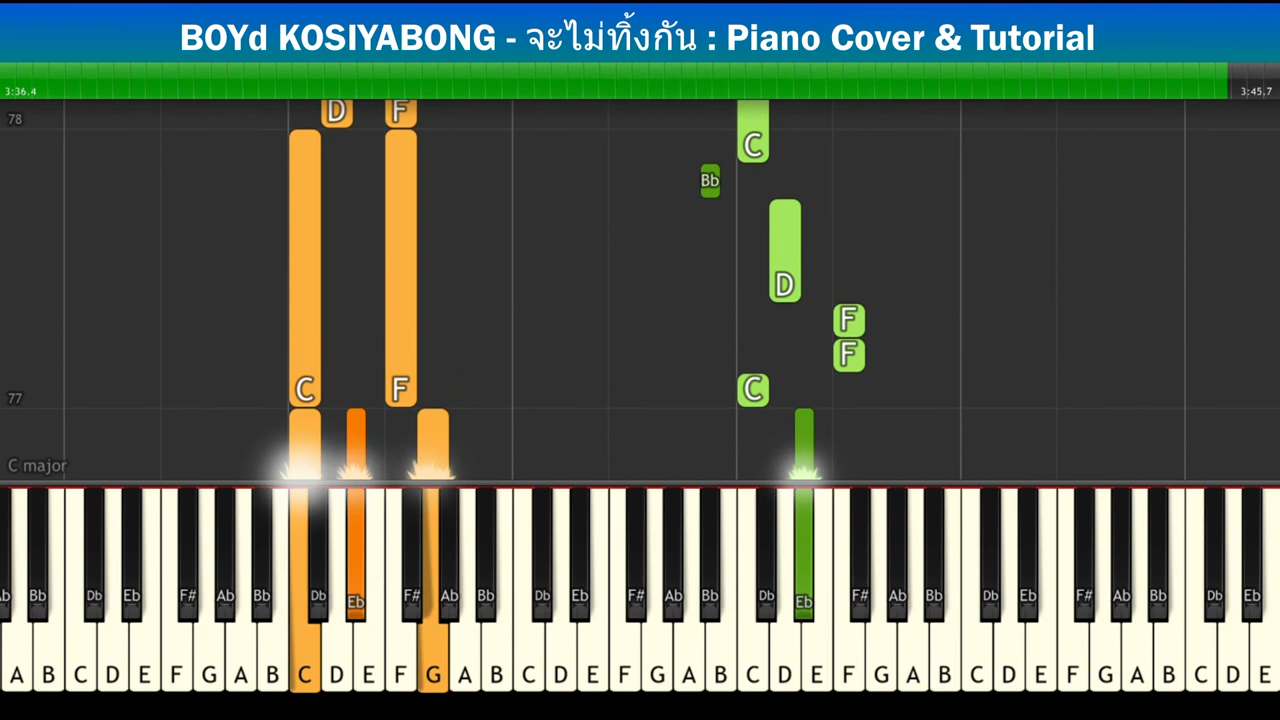 BOYd KOSIYABONG - จะไม่ทิ้งกัน : Piano Cover & Tutorial
3:36.4 3:45.7
78 D F C
Bb
D
F
F
77 C F C
C major
Ab Bb Db Eb F# Ab Bb Db Eb F# Ab Bb Db Eb F# Ab Bb Db Eb F# Ab Bb Db Eb F# Ab Bb Db Eb
A B C D E F G A B C D E F G A B C D E F G A B C D E F G A B C D E F G A B C D E